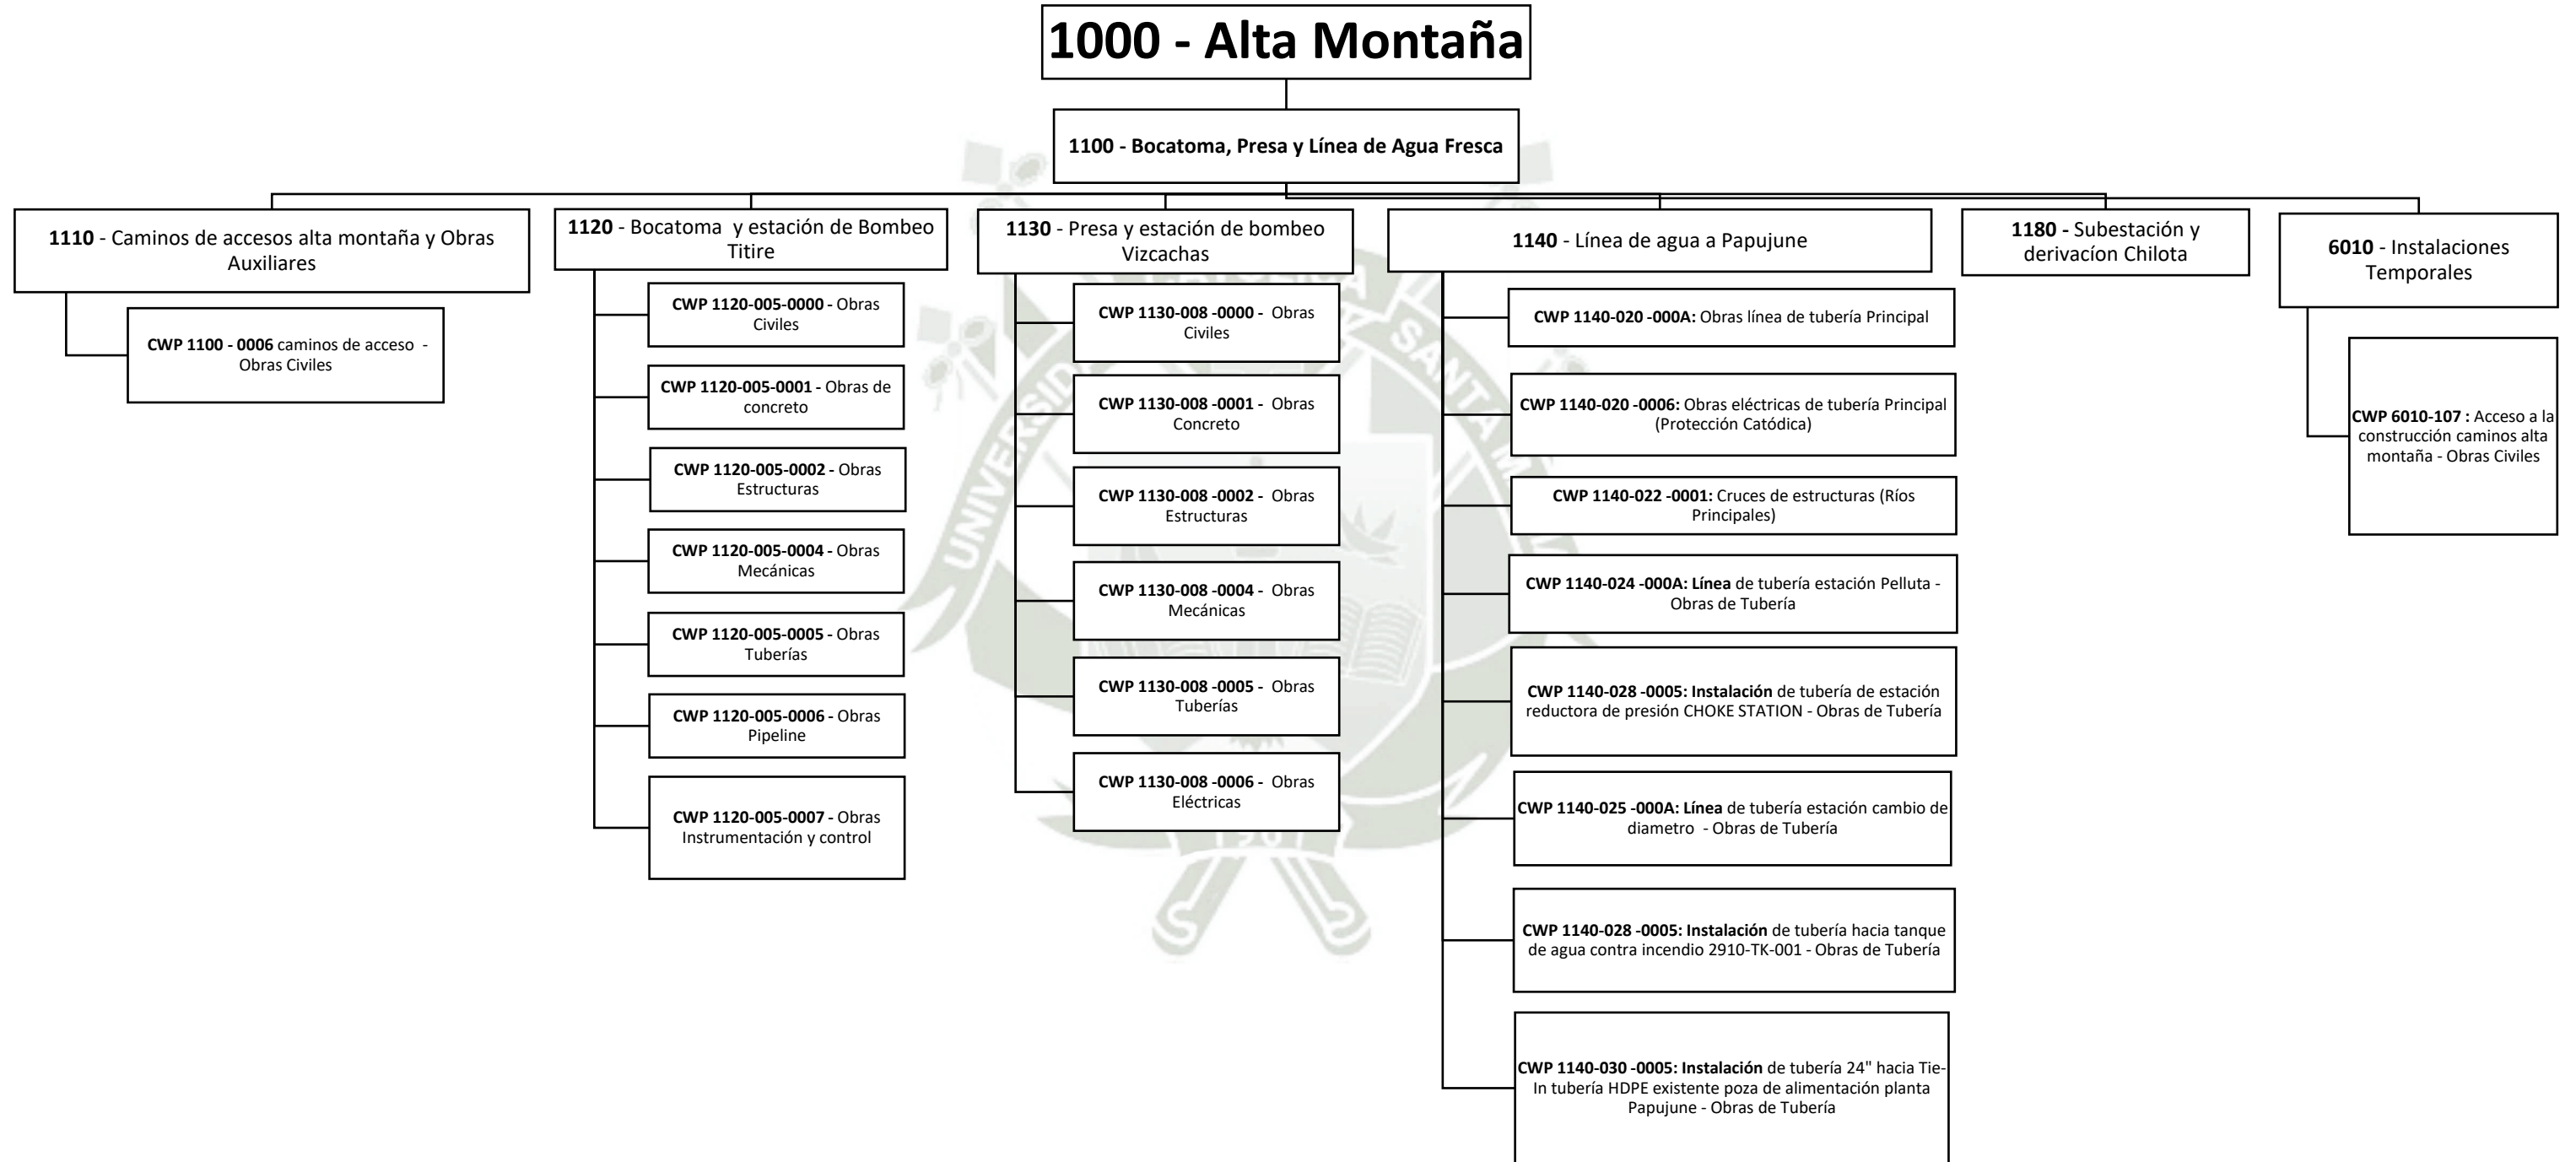 1000 - Alta Montaña
1100 - Bocatoma, Presa y Línea de Agua Fresca
1110 - Caminos de accesos alta montaña y Obras
Auxiliares
CWP 1100 - 0006 caminos de acceso -
Obras Civiles
1120 - Bocatoma y estación de Bombeo
Titire
CWP 1120-005-0000 - Obras
Civiles
CWP 1120-005-0001 - Obras de
concreto
CWP 1120-005-0002 - Obras
Estructuras
CWP 1120-005-0004 - Obras
Mecánicas
CWP 1120-005-0005 - Obras
Tuberías
CWP 1120-005-0006 - Obras
Pipeline
CWP 1120-005-0007 - Obras
Instrumentación y control
1130 - Presa y estación de bombeo
Vizcachas
CWP 1130-008 -0000 - Obras
Civiles
CWP 1130-008 -0001 - Obras
Concreto
CWP 1130-008 -0002 - Obras
Estructuras
CWP 1130-008 -0004 - Obras
Mecánicas
CWP 1130-008 -0005 - Obras
Tuberías
CWP 1130-008 -0006 - Obras
Eléctricas
1140 - Línea de agua a Papujune
CWP 1140-020 -000A: Obras línea de tubería Principal
CWP 1140-020 -0006: Obras eléctricas de tubería Principal
(Protección Catódica)
CWP 1140-022 -0001: Cruces de estructuras (Ríos
Principales)
CWP 1140-024 -000A: Línea de tubería estación Pelluta -
Obras de Tubería
CWP 1140-028 -0005: Instalación de tubería de estación
reductora de presión CHOKE STATION - Obras de Tubería
CWP 1140-025 -000A: Línea de tubería estación cambio de
diametro - Obras de Tubería
CWP 1140-028 -0005: Instalación de tubería hacia tanque
de agua contra incendio 2910-TK-001 - Obras de Tubería
CWP 1140-030 -0005: Instalación de tubería 24" hacia Tie-
In tubería HDPE existente poza de alimentación planta
Papujune - Obras de Tubería
1180 - Subestación y
derivacíon Chilota
6010 - Instalaciones
Temporales
CWP 6010-107 : Acceso a la
construcción caminos alta
montaña - Obras Civiles
SANTA